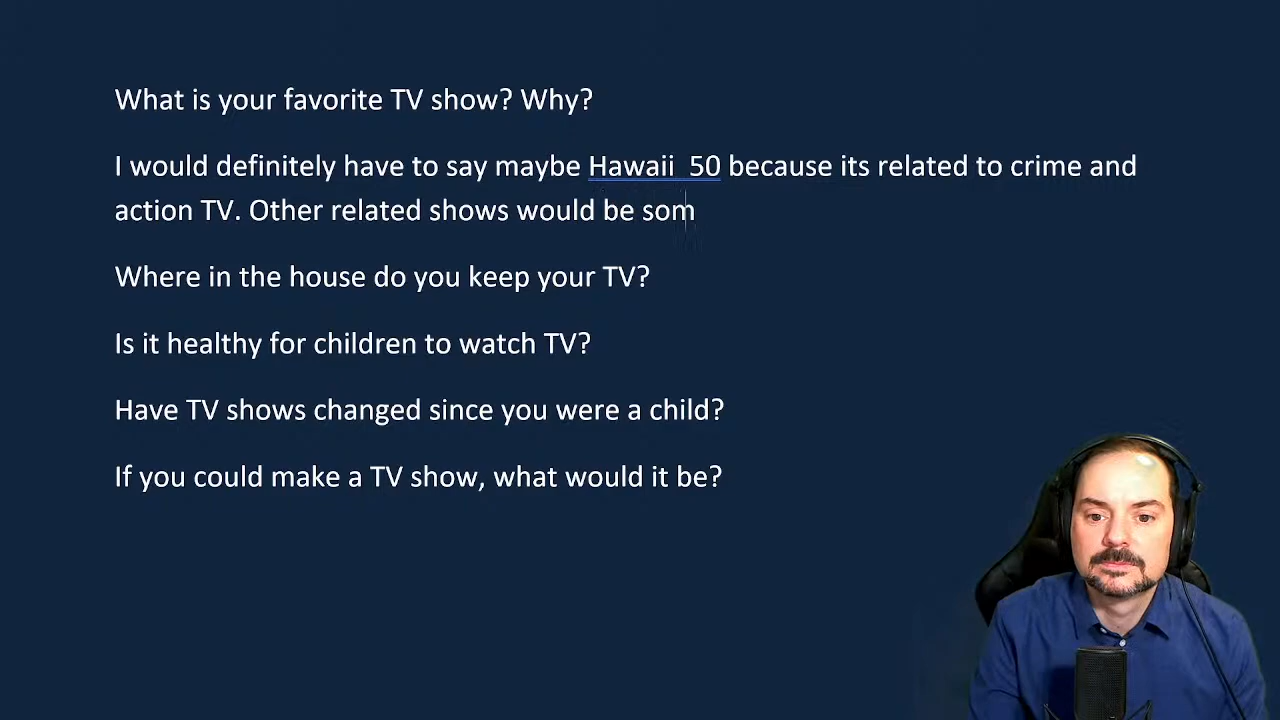 What is your favorite TV show? Why?
I would definitely have to say maybe Hawaii  50 because its related to crime and
action TV. Other related shows would be som
Where in the house do you keep your TV?
Is it healthy for children to watch TV?
Have TV shows changed since you were a child?
If you could make a TV show, what would it be?